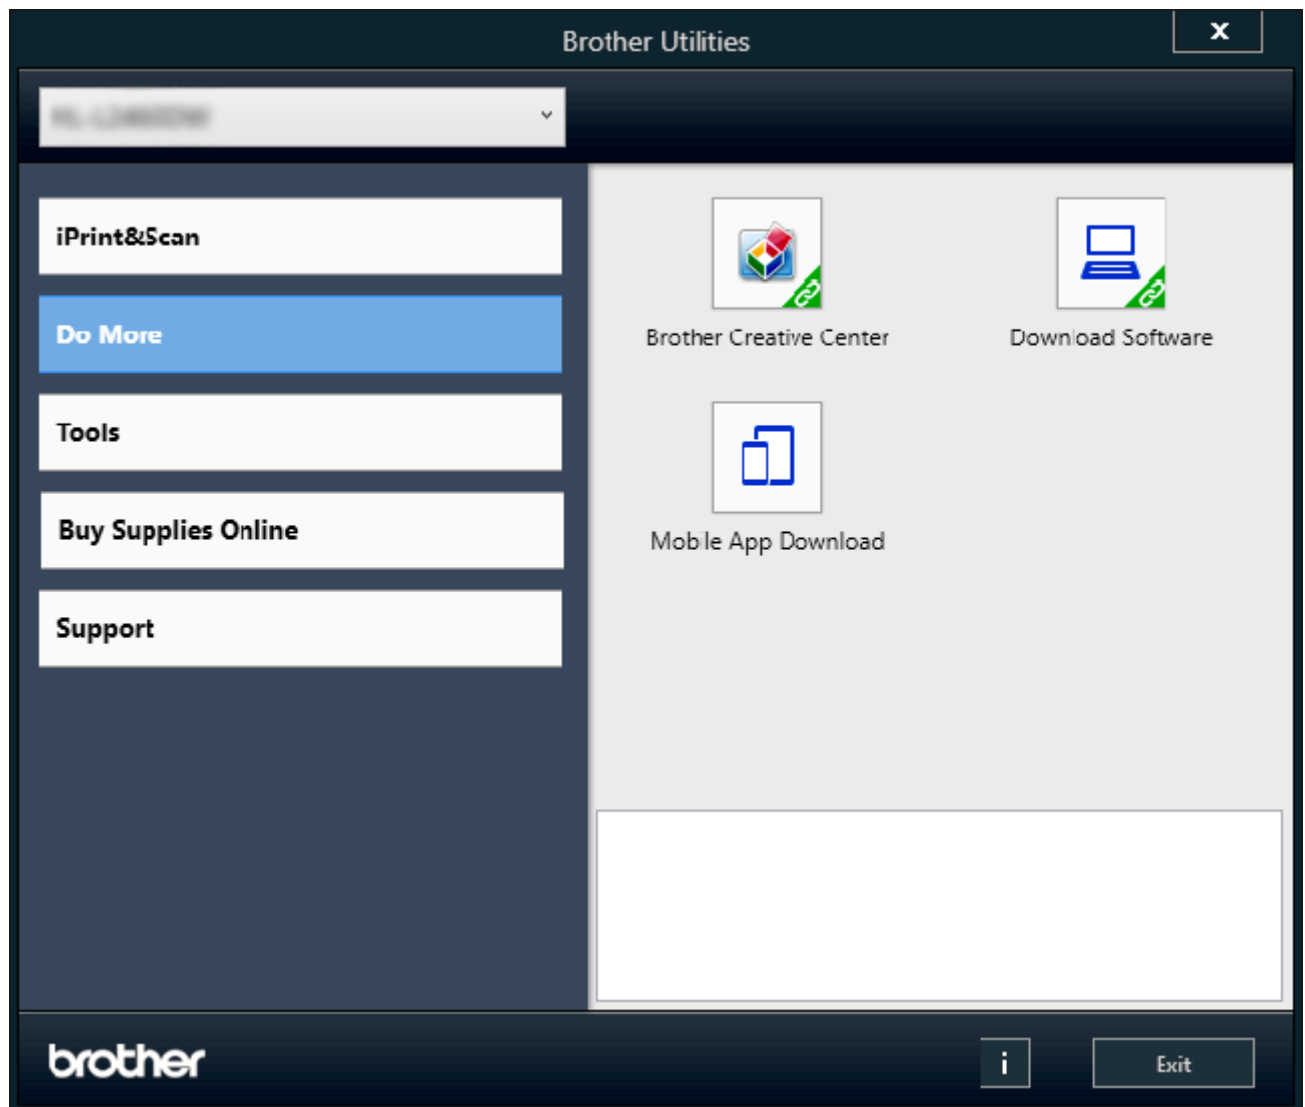 Brother Utilities
x
iPrint&Scan
Do More
Tools
Buy Supplies Online
Support
Brother Creative Center
Download Software
Mobile App Download
brother
i
Exit